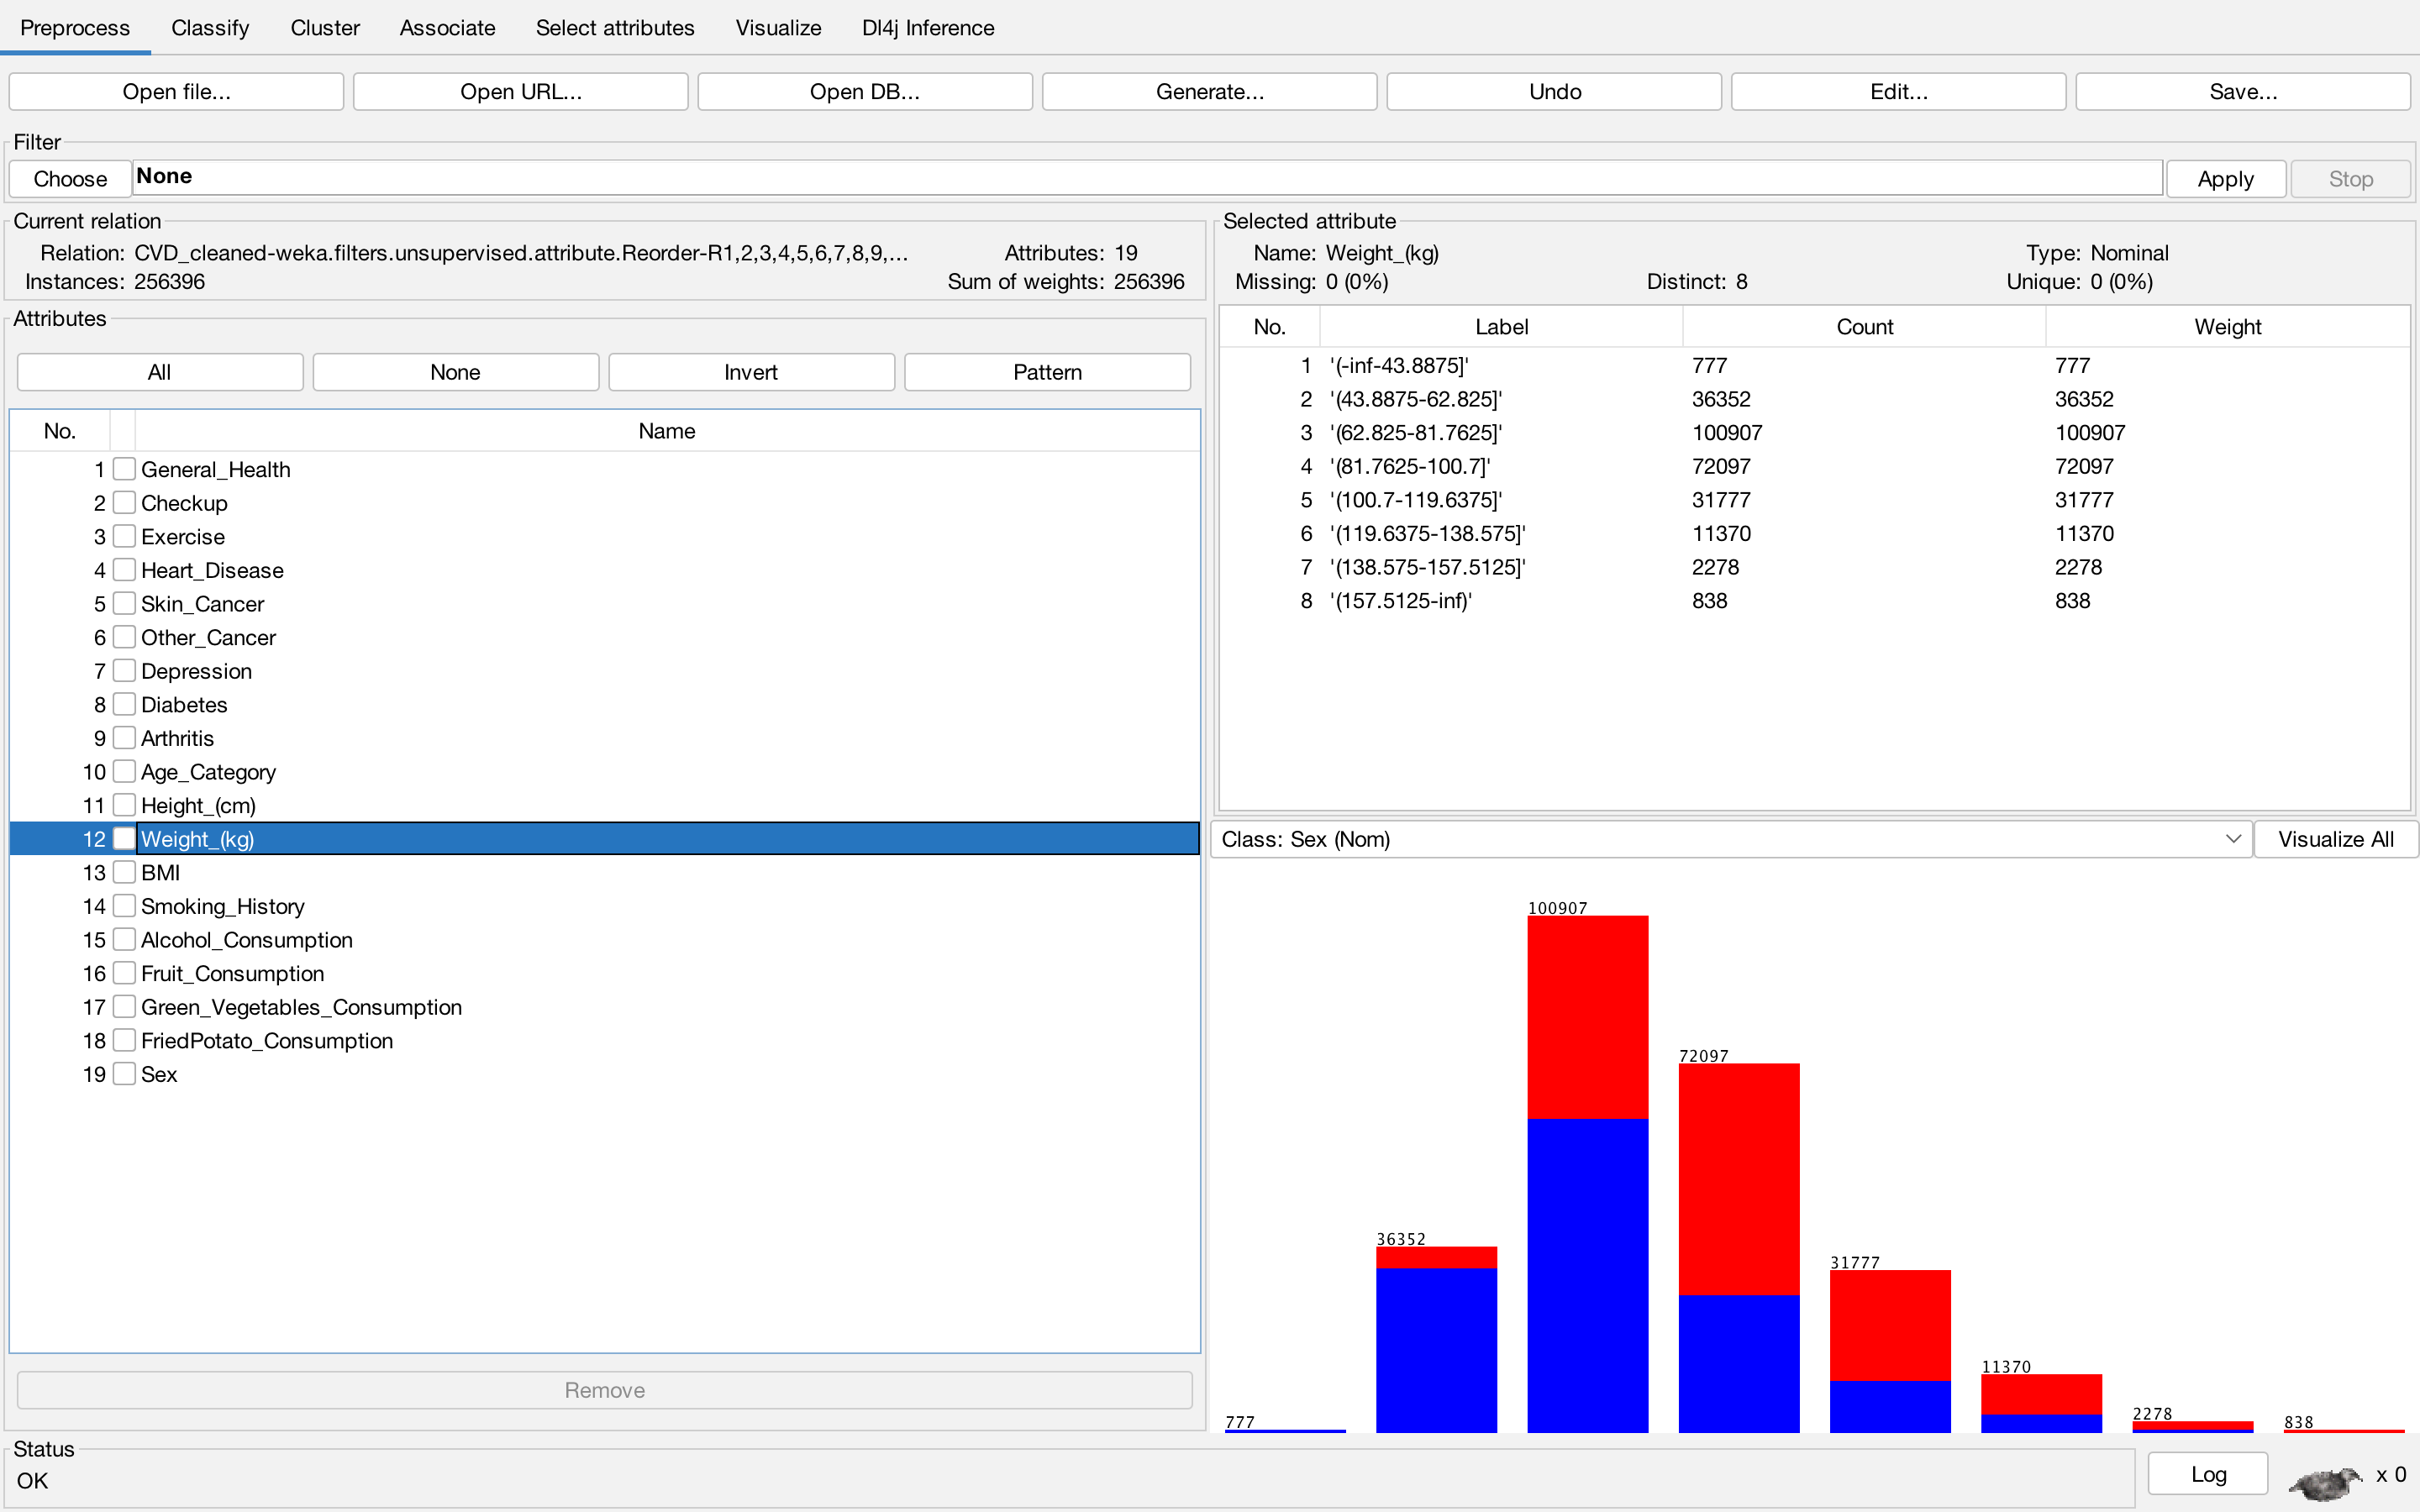 Preprocess Classify Cluster Associate Select attributes Visualize Dl4j Inference
Open file... Open URL... Open DB... Generate... Undo Edit... Save...
Filter
Choose None Apply Stop
Current relation
Relation: CVD_cleaned-weka.filters.unsupervised.attribute.Reorder-R1,2,3,4,5,6,7,8,9,... Attributes: 19
Instances: 256396 Sum of weights: 256396
Attributes
All None Invert Pattern
No. Name
1 General_Health
2 Checkup
3 Exercise
4 Heart_Disease
5 Skin_Cancer
6 Other_Cancer
7 Depression
8 Diabetes
9 Arthritis
10 Age_Category
11 Height_(cm)
12 Weight_(kg)
13 BMI
14 Smoking_History
15 Alcohol_Consumption
16 Fruit_Consumption
17 Green_Vegetables_Consumption
18 FriedPotato_Consumption
19 Sex
Remove
Selected attribute
Name: Weight_(kg) Type: Nominal
Missing: 0 (0%) Distinct: 8 Unique: 0 (0%)
No. Label Count Weight
1 '(-inf-43.8875]' 777 777
2 '(43.8875-62.825]' 36352 36352
3 '(62.825-81.7625]' 100907 100907
4 '(81.7625-100.7]' 72097 72097
5 '(100.7-119.6375]' 31777 31777
6 '(119.6375-138.575]' 11370 11370
7 '(138.575-157.5125]' 2278 2278
8 '(157.5125-inf)' 838 838
Class: Sex (Nom) Visualize All
100907
72097
36352
31777
11370
2278
777
838
Status
OK
Log x 0